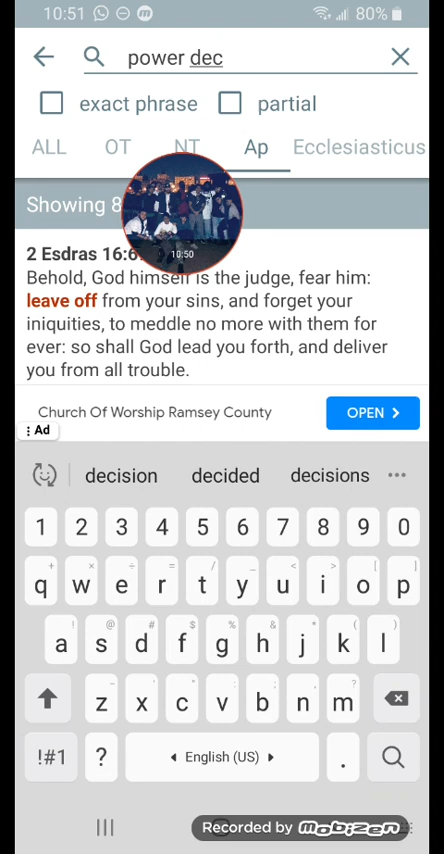 10:51 80%
power dec
exact phrase partial
ALL OT NT Ap Ecclesiasticus
Showing 8
10:50
2 Esdras 16:6
Behold, God himself is the judge, fear him:
leave off from your sins, and forget your
iniquities, to meddle no more with them for
ever: so shall God lead you forth, and deliver
you from all trouble.
Church Of Worship Ramsey County OPEN >
Ad
decision decided decisions
1 2 3 4 5 6 7 8 9 0
q w e r t y u i o p
a s d f g h j k l
z x c v b n m
!#1 ? English (US) .
Recorded by MOBIZEN